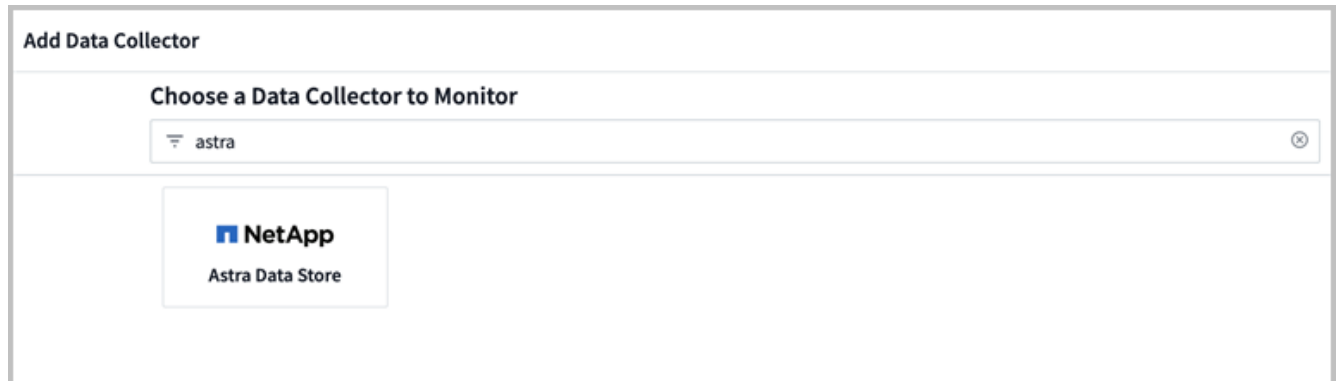 Add Data Collector
Choose a Data Collector to Monitor
astra
NetApp
Astra Data Store